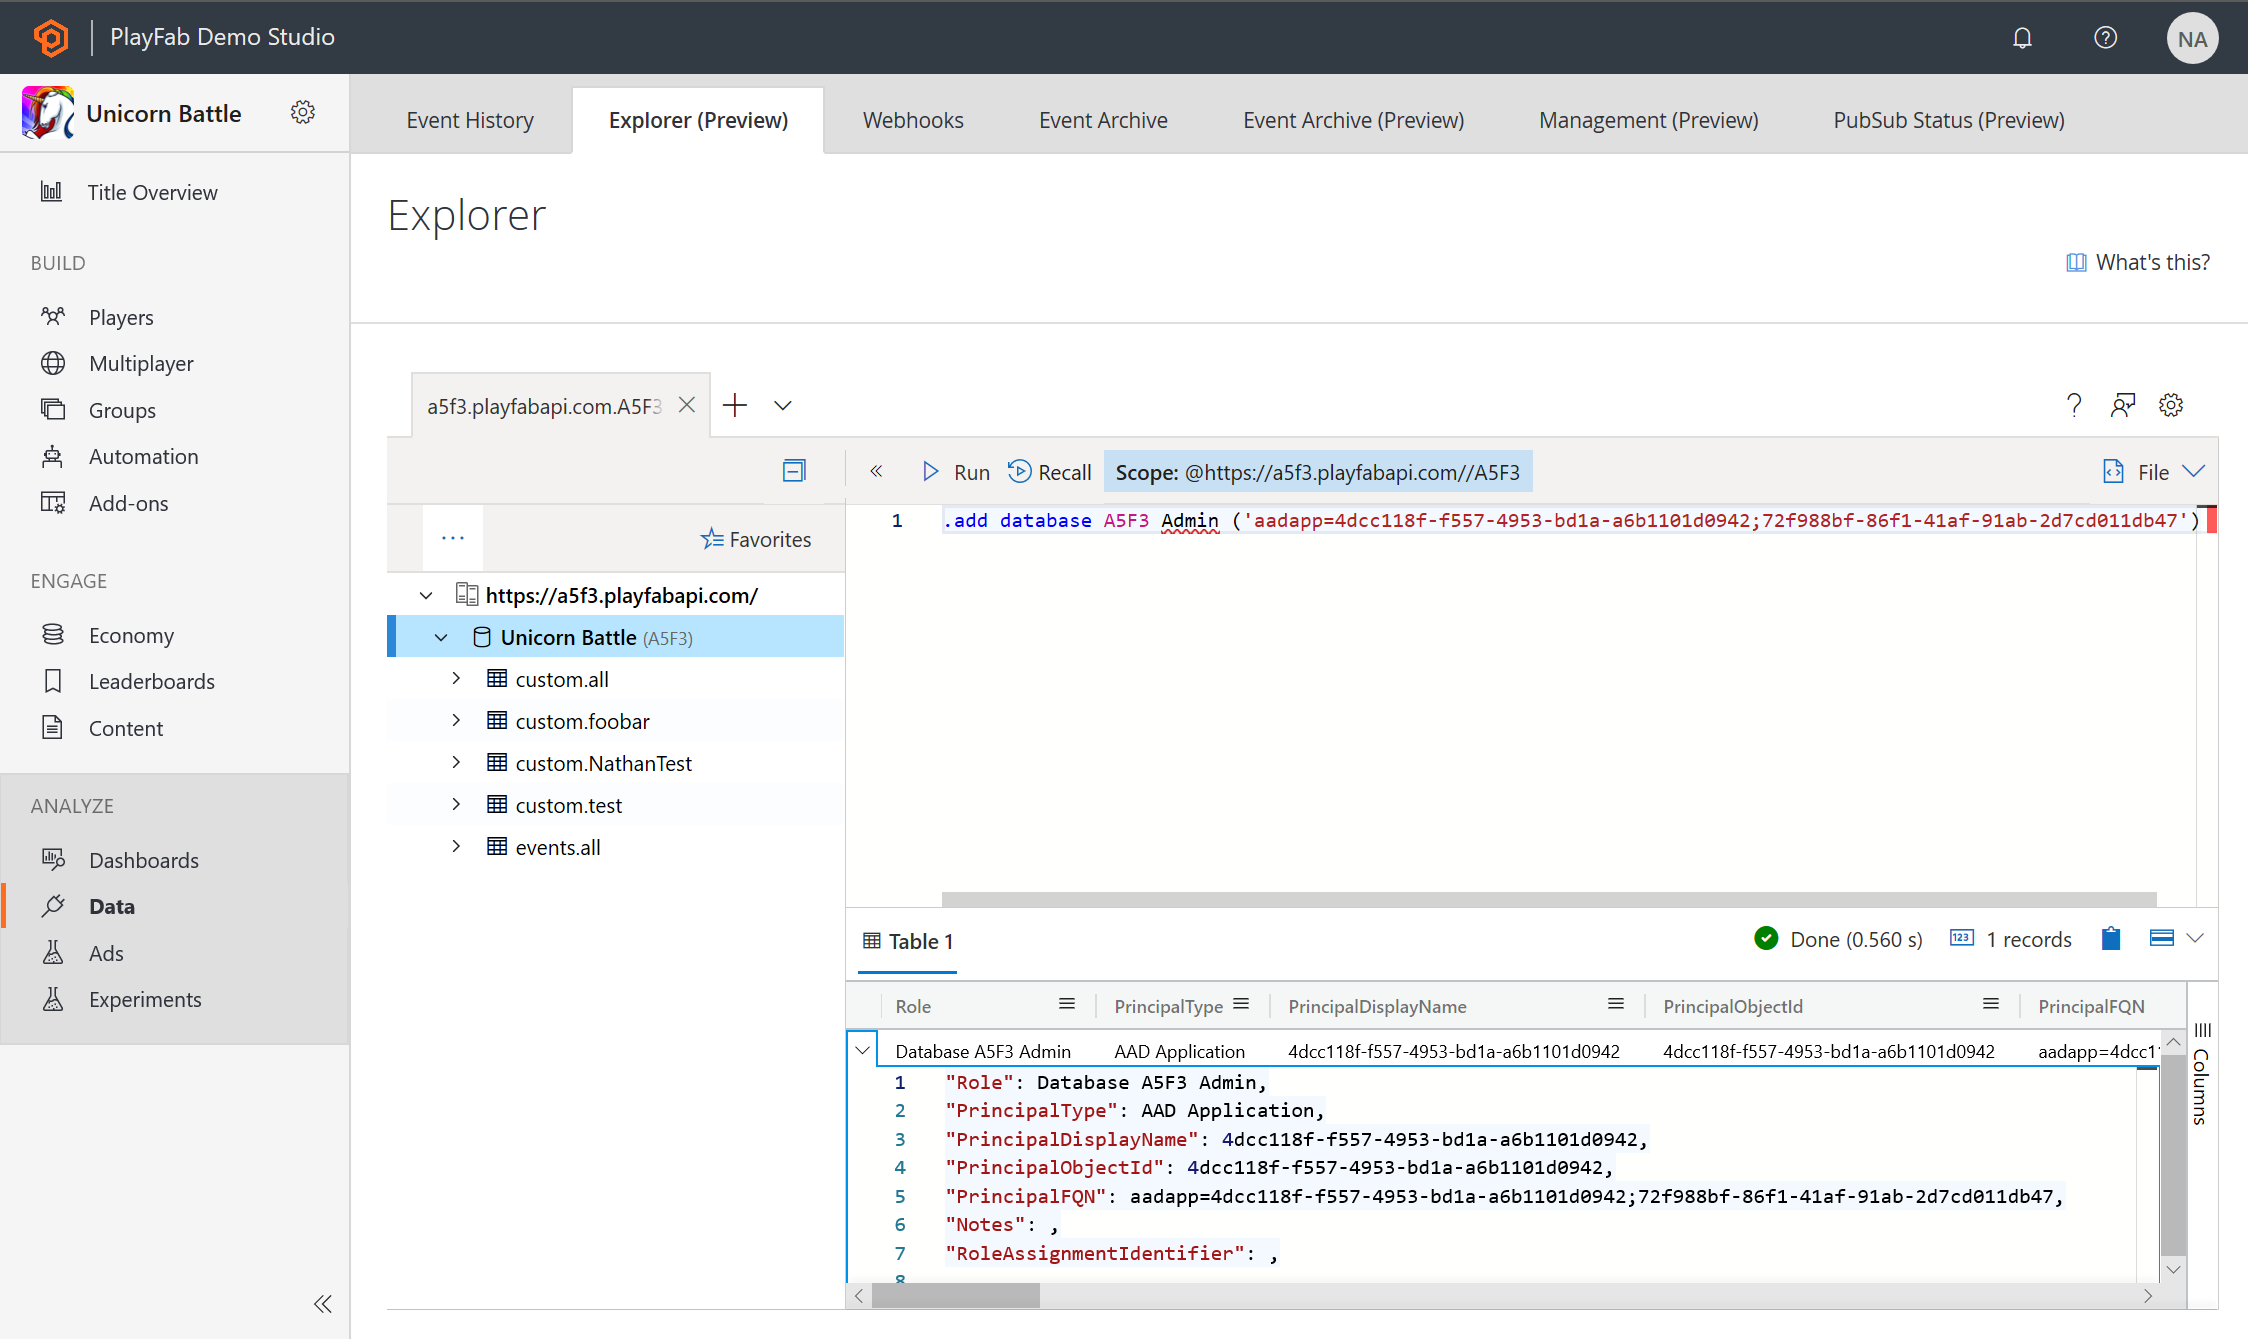 PlayFab Demo Studio
NA
Unicorn Battle
Event History
Explorer (Preview)
Webhooks
Event Archive
Event Archive (Preview)
Management (Preview)
PubSub Status (Preview)
Title Overview
BUILD
Players
Multiplayer
Groups
Automation
Add-ons
ENGAGE
Economy
Leaderboards
Content
ANALYZE
Dashboards
Data
Ads
Experiments
Explorer
What's this?
a5f3.playfabapi.com.A5F3
Run
Recall
Scope: @https://a5f3.playfabapi.com//A5F3
File
Favorites
https://a5f3.playfabapi.com/
Unicorn Battle (A5F3)
custom.all
custom.foobar
custom.NathanTest
custom.test
events.all
1 .add database A5F3 Admin ('aadapp=4dcc118f-f557-4953-bd1a-a6b1101d0942;72f988bf-86f1-41af-91ab-2d7cd011db47')
Table 1
Done (0.560 s)
123 1 records
Role PrincipalType PrincipalDisplayName PrincipalObjectId PrincipalFQN
Database A5F3 Admin AAD Application 4dcc118f-f557-4953-bd1a-a6b1101d0942 4dcc118f-f557-4953-bd1a-a6b1101d0942 aadapp=4dcc1
1 "Role": Database A5F3 Admin,
2 "PrincipalType": AAD Application,
3 "PrincipalDisplayName": 4dcc118f-f557-4953-bd1a-a6b1101d0942,
4 "PrincipalObjectId": 4dcc118f-f557-4953-bd1a-a6b1101d0942,
5 "PrincipalFQN": aadapp=4dcc118f-f557-4953-bd1a-a6b1101d0942;72f988bf-86f1-41af-91ab-2d7cd011db47,
6 "Notes": ,
7 "RoleAssignmentIdentifier": ,
8
Columns